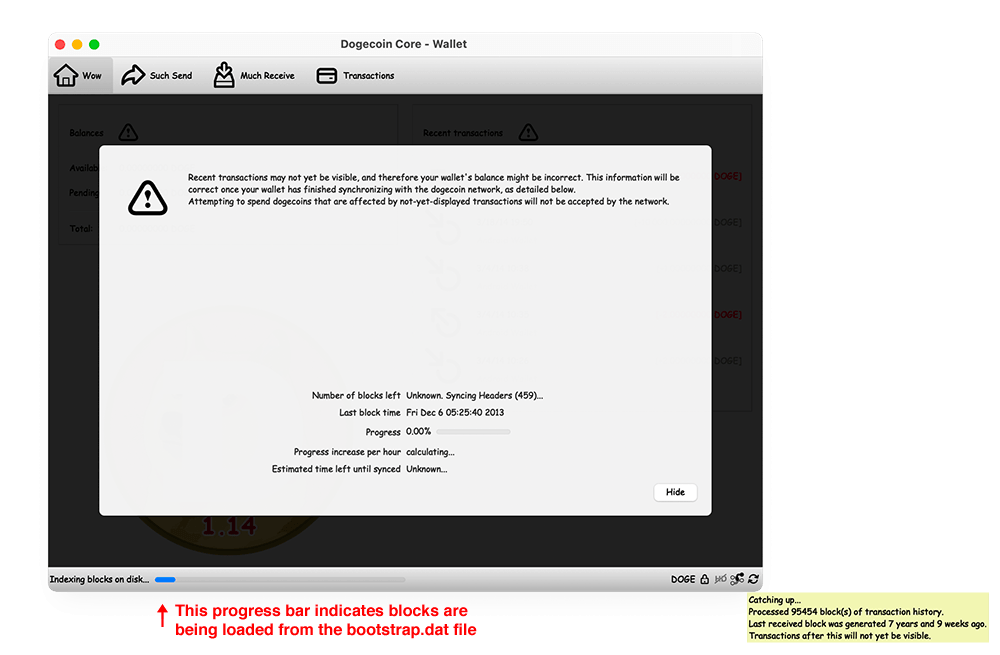 Dogecoin Core - Wallet
Wow
Such Send
Much Receive
Transactions
Balances
Recent transactions
Availab
Pending
Total:
DOGE]
DOGE]
DOGE]
DOGE]
DOGE]
Recent transactions may not yet be visible, and therefore your wallet's balance might be incorrect. This information will be
correct once your wallet has finished synchronizing with the dogecoin network, as detailed below.
Attempting to spend dogecoins that are affected by not-yet-displayed transactions will not be accepted by the network.
Number of blocks left Unknown. Syncing Headers (459)...
Last block time Fri Dec 6 05:25:40 2013
Progress 0.00%
Progress increase per hour calculating...
Estimated time left until synced Unknown...
Hide
1.14
Indexing blocks on disk...
DOGE
HD
This progress bar indicates blocks are
being loaded from the bootstrap.dat file
Catching up...
Processed 95454 block(s) of transaction history.
Last received block was generated 7 years and 9 weeks ago.
Transactions after this will not yet be visible.